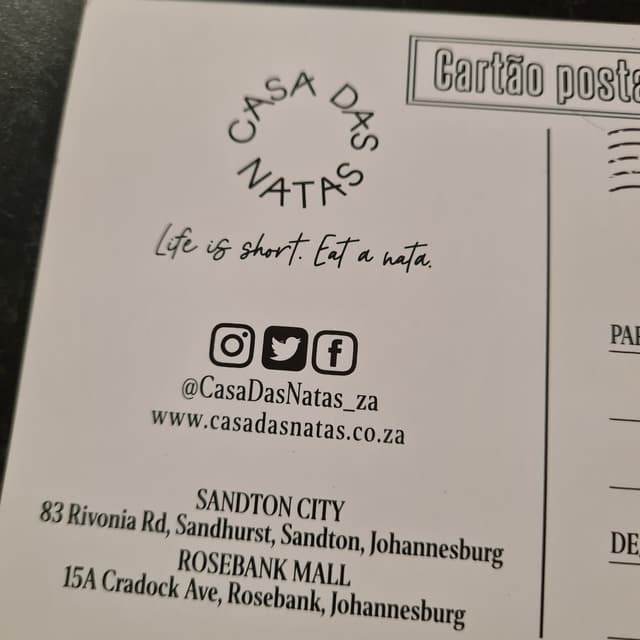 CASA DAS
NATAS
Life is short. Eat a nata.
@CasaDasNatas_za
www.casadasnatas.co.za
SANDTON CITY
83 Rivonia Rd, Sandhurst, Sandton, Johannesburg
ROSEBANK MALL
15A Cradock Ave, Rosebank, Johannesburg
Cartão posta